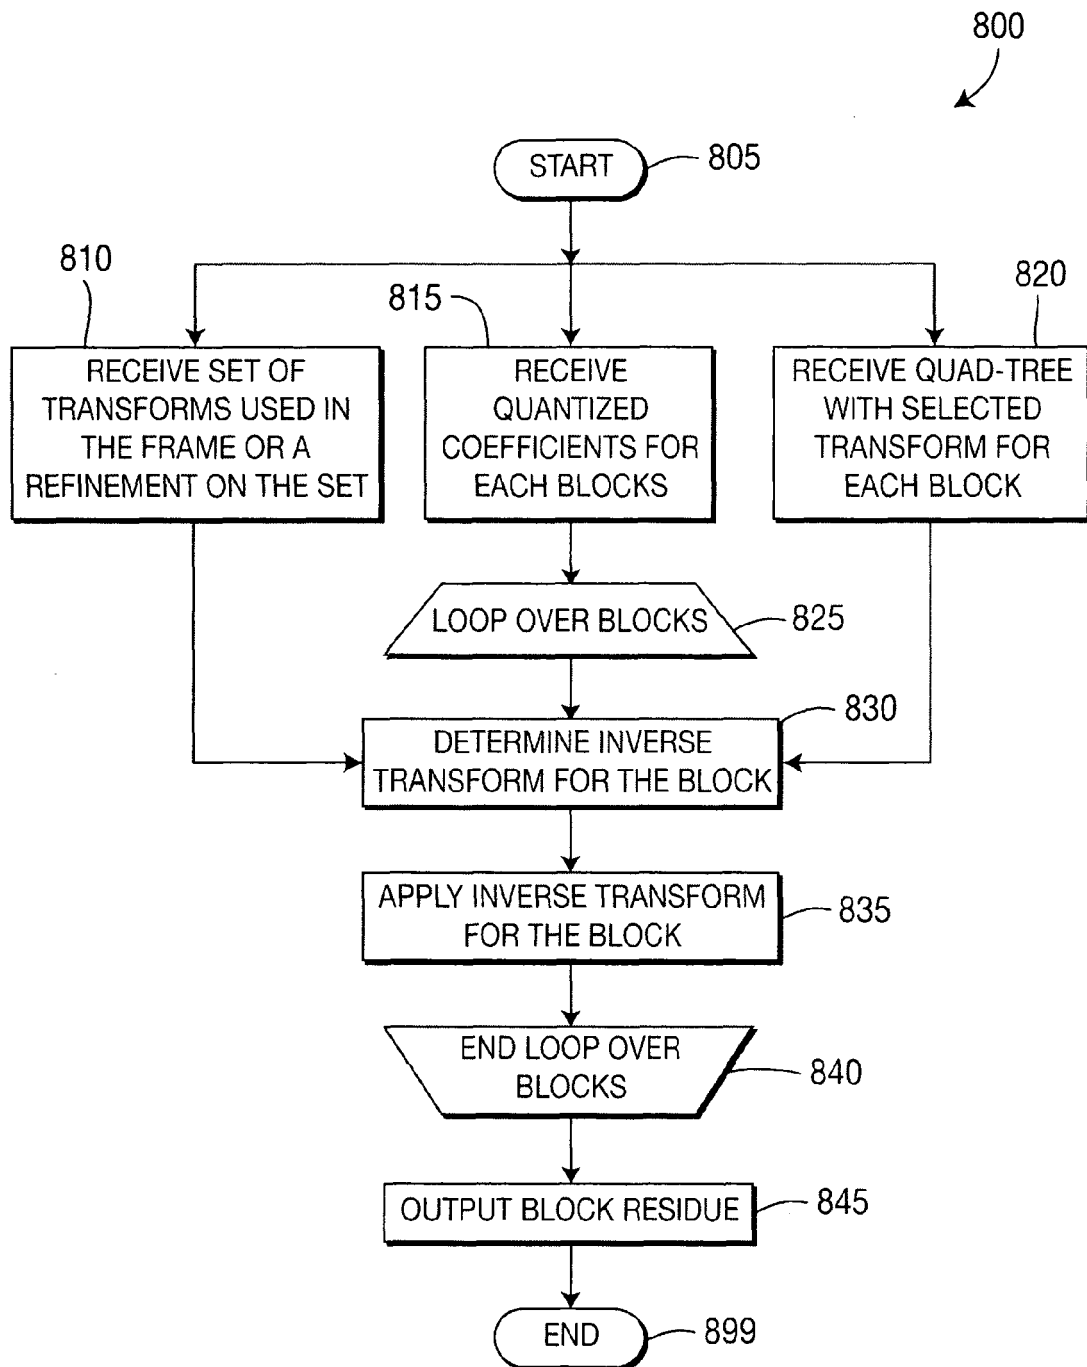 800
START
805
810
815
820
RECEIVE SET OF
TRANSFORMS USED IN
THE FRAME OR A
REFINEMENT ON THE SET
RECEIVE
QUANTIZED
COEFFICIENTS FOR
EACH BLOCKS
RECEIVE QUAD-TREE
WITH SELECTED
TRANSFORM FOR
EACH BLOCK
LOOP OVER BLOCKS
825
830
DETERMINE INVERSE
TRANSFORM FOR THE BLOCK
APPLY INVERSE TRANSFORM
FOR THE BLOCK
835
END LOOP OVER
BLOCKS
840
OUTPUT BLOCK RESIDUE
845
END
899